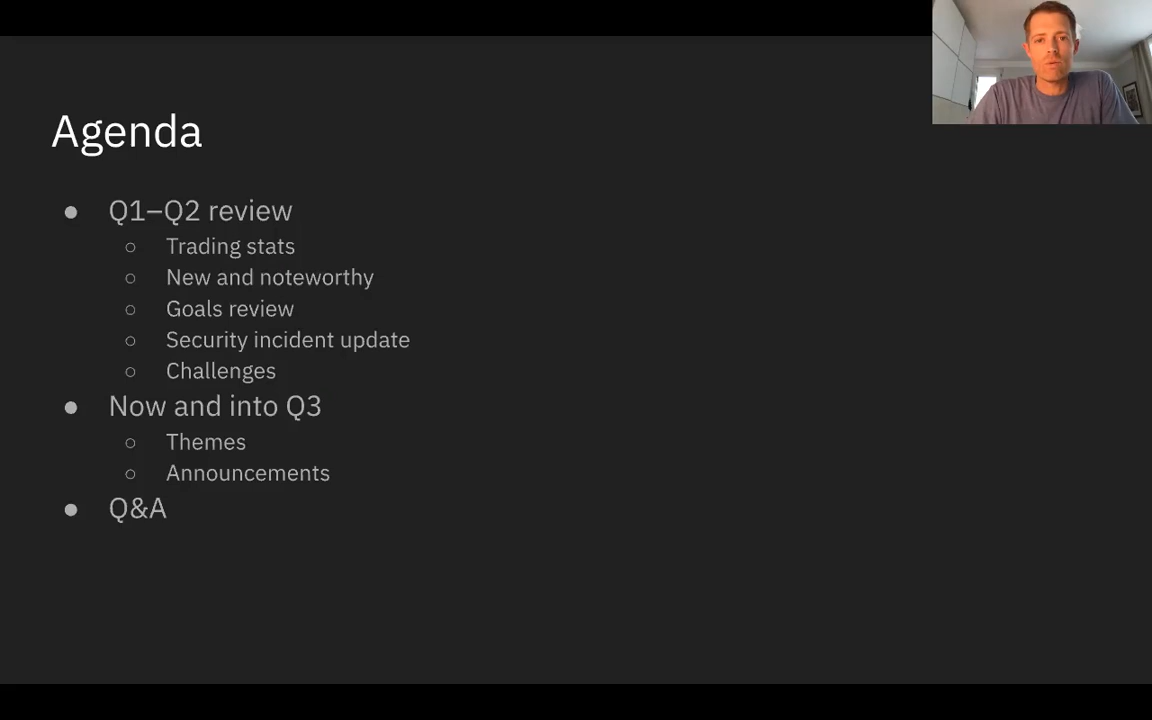 Agenda
● Q1–Q2 review
○ Trading stats
○ New and noteworthy
○ Goals review
○ Security incident update
○ Challenges
● Now and into Q3
○ Themes
○ Announcements
● Q&A